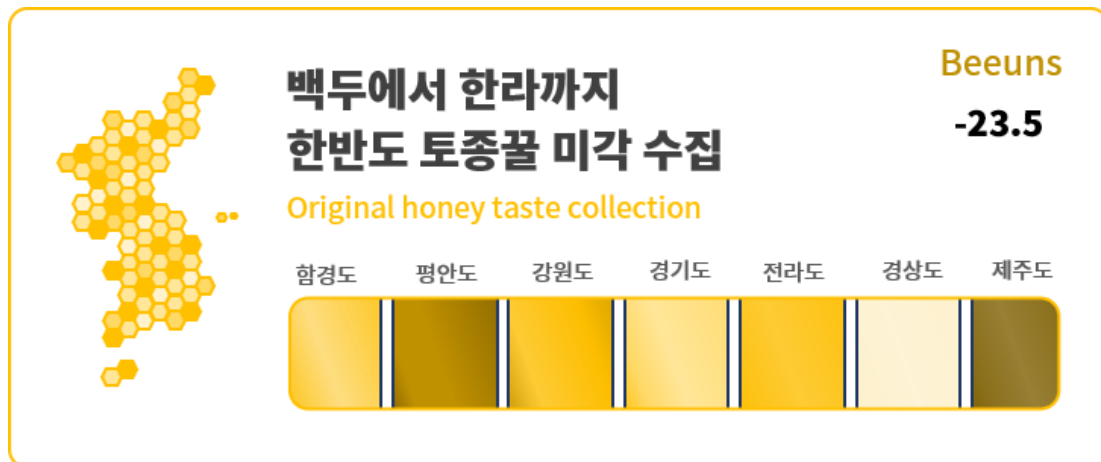 백두에서 한라까지
한반도 토종꿀 미각 수집
Original honey taste collection
Beeuns
-23.5
함경도 평안도 강원도 경기도 전라도 경상도 제주도